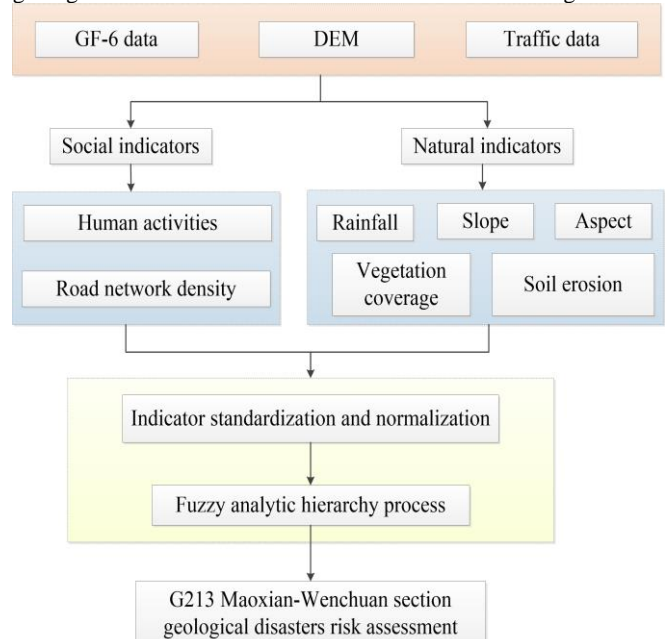 GF-6 data
DEM
Traffic data
Social indicators
Natural indicators
Human activities
Road network density
Rainfall
Slope
Aspect
Vegetation
coverage
Soil erosion
Indicator standardization and normalization
Fuzzy analytic hierarchy process
G213 Maoxian-Wenchuan section
geological disasters risk assessment